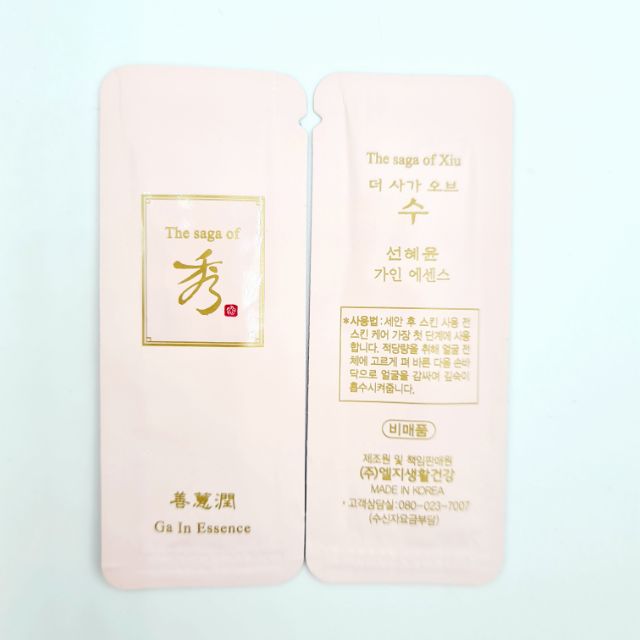 The saga of
秀
善蕙潤
Ga In Essence
The saga of Xiu
더 사가 오브
수
선혜윤
가인 에센스
*사용법 : 세안 후 스킨 사용 전
스킨 케어 가장 첫 단계에 사용
합니다. 적당량을 취해 얼굴 전
체에 고르게 펴 바른 다음 손바
닥으로 얼굴을 감싸여 깊숙이
흡수시켜줍니다.
비매품
제조원 및 책임판매원
(주)엘지생활건강
MADE IN KOREA
* 고객상담실: 080-023-7007
(수신자요금부담)